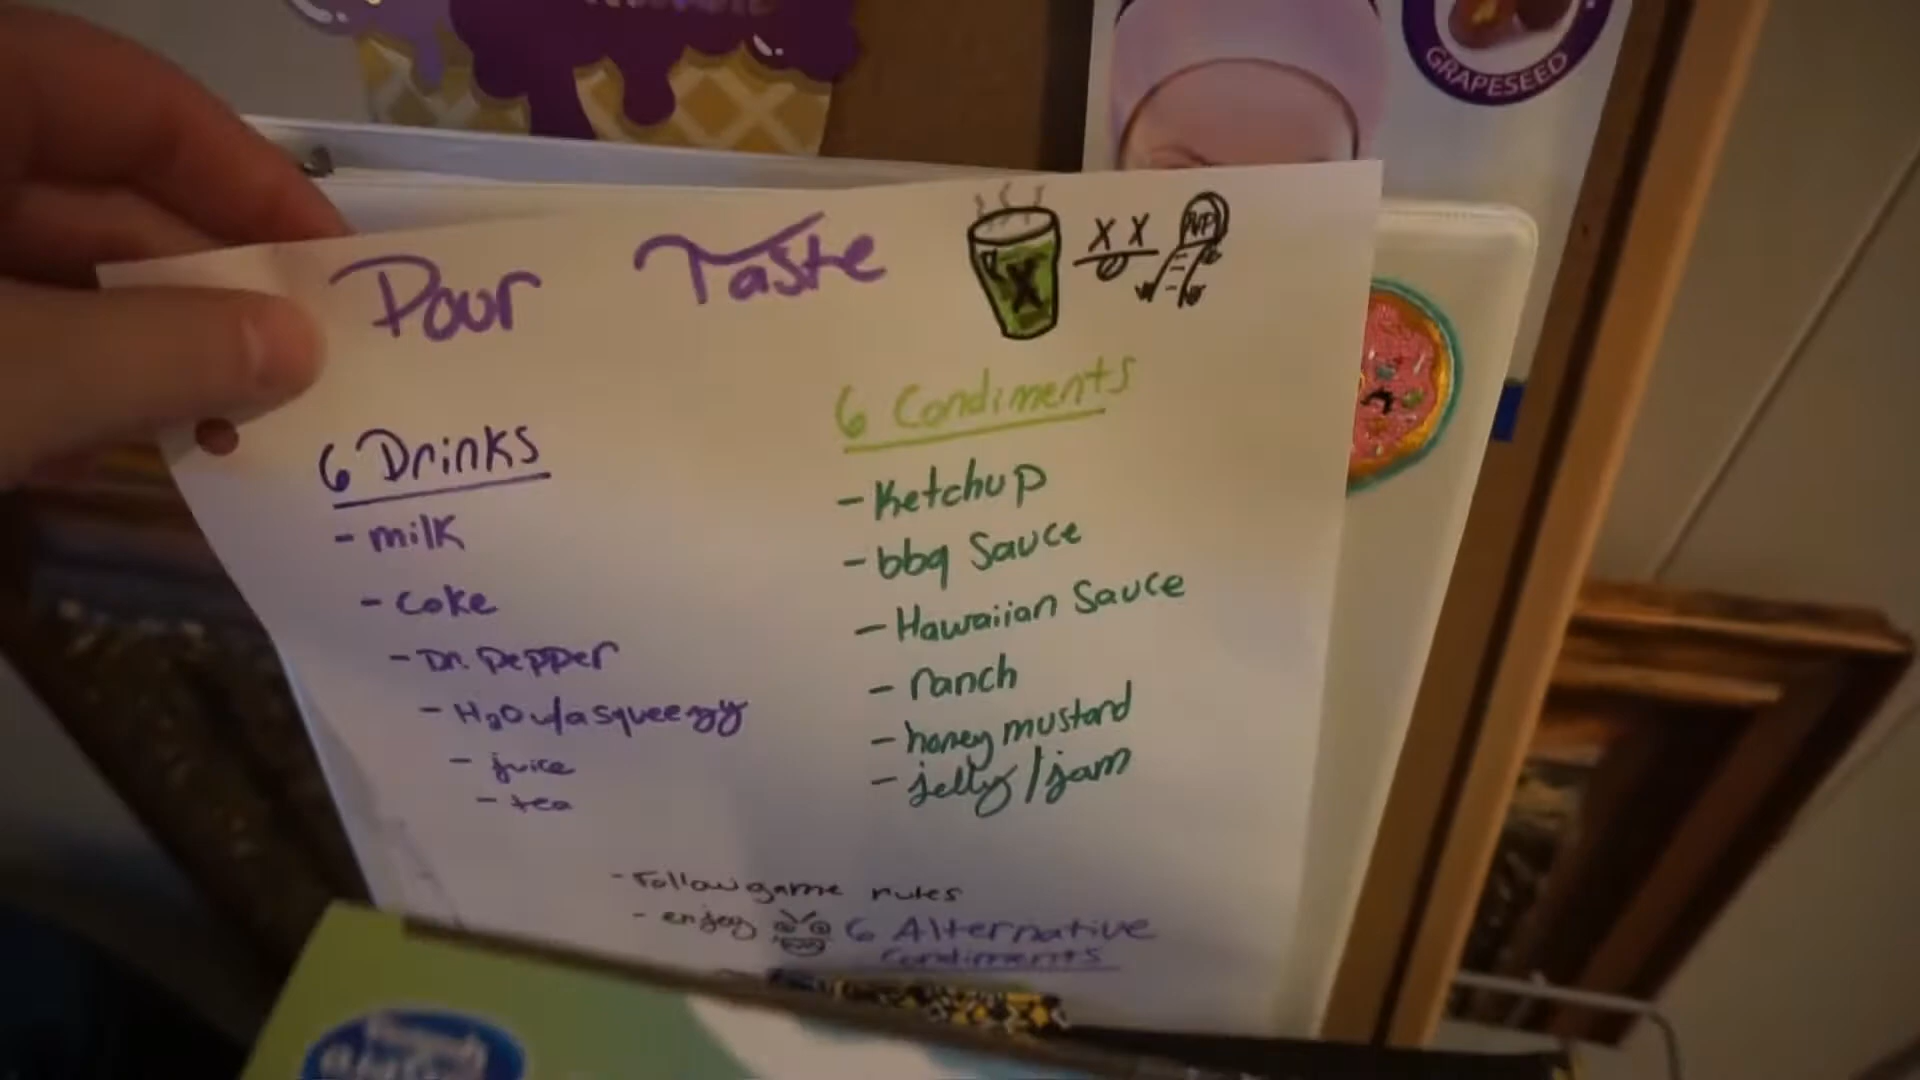 GRAPESEED
Pour Taste
X
X X
6 Drinks
- milk
- coke
- Dr. Pepper
- H₂O w/a squeezy
- juice
- tea
6 Condiments
- Ketchup
- bbq Sauce
- Hawaiian Sauce
- ranch
- honey mustard
- jelly/jam
- Follow game rules
- enjoy
6 Alternative
Condiments